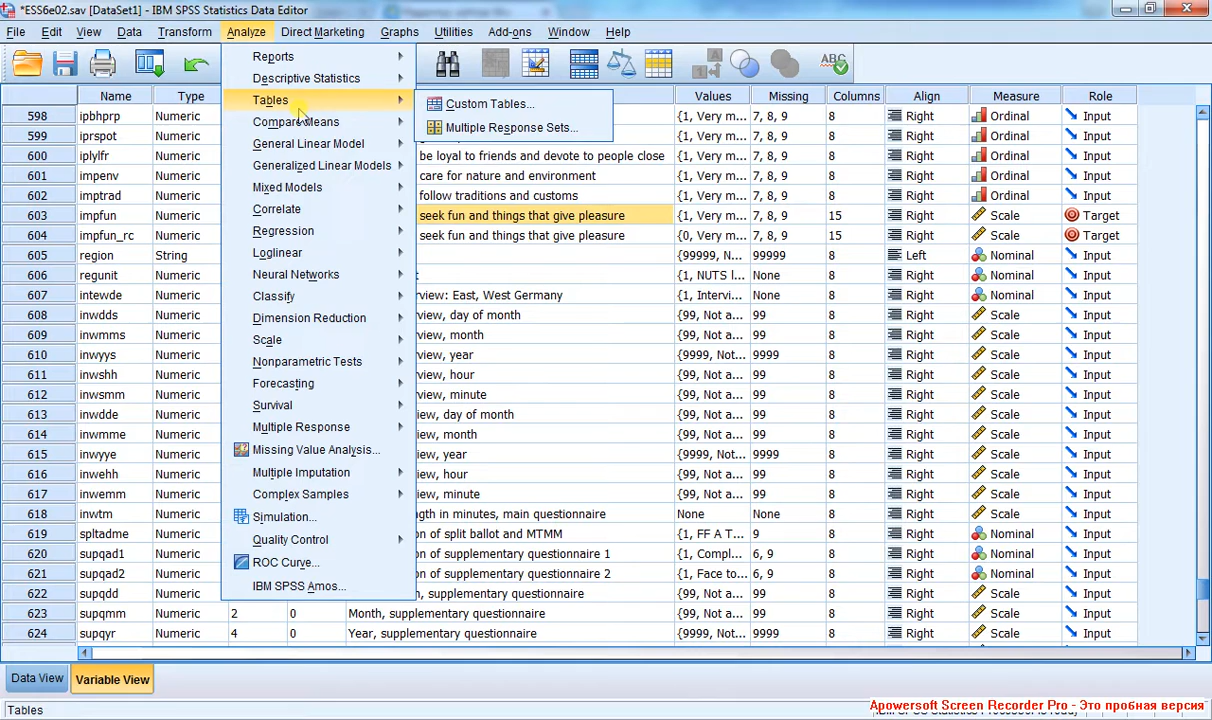 *ESS6e02.sav [DataSet1] - IBM SPSS Statistics Data Editor
File Edit View Data Transform Analyze Direct Marketing Graphs Utilities Add-ons Window Help
Name Type Values Missing Columns Align Measure Role
598 ipbhprp Numeric {1, Very m... 7, 8, 9 8 Right Ordinal Input
599 iprspot Numeric {1, Very m... 7, 8, 9 8 Right Ordinal Input
600 iplylfr Numeric be loyal to friends and devote to people close {1, Very m... 7, 8, 9 8 Right Ordinal Input
601 impenv Numeric care for nature and environment {1, Very m... 7, 8, 9 8 Right Ordinal Input
602 imptrad Numeric follow traditions and customs {1, Very m... 7, 8, 9 8 Right Ordinal Input
603 impfun Numeric seek fun and things that give pleasure {1, Very m... 7, 8, 9 15 Right Scale Target
604 impfun_rc Numeric seek fun and things that give pleasure {0, Very m... 7, 8, 9 15 Right Scale Target
605 region String {99999, N... 99999 8 Left Nominal Input
606 regunit Numeric {1, NUTS l... None 8 Right Nominal Input
607 intewde Numeric rview: East, West Germany {1, Intervi... None 8 Right Nominal Input
608 inwdds Numeric rview, day of month {99, Not a... 99 8 Right Scale Input
609 inwmms Numeric rview, month {99, Not a... 99 8 Right Scale Input
610 inwyys Numeric rview, year {9999, Not... 9999 8 Right Scale Input
611 inwshh Numeric rview, hour {99, Not a... 99 8 Right Scale Input
612 inwsmm Numeric rview, minute {99, Not a... 99 8 Right Scale Input
613 inwdde Numeric view, day of month {99, Not a... 99 8 Right Scale Input
614 inwmme Numeric view, month {99, Not a... 99 8 Right Scale Input
615 inwyye Numeric view, year {9999, Not... 9999 8 Right Scale Input
616 inwehh Numeric view, hour {99, Not a... 99 8 Right Scale Input
617 inwemm Numeric view, minute {99, Not a... 99 8 Right Scale Input
618 inwtm Numeric ngth in minutes, main questionnaire None None 8 Right Scale Input
619 spltadme Numeric on of split ballot and MTMM {1, FF A T... None 8 Right Nominal Input
620 supqad1 Numeric on of supplementary questionnaire 1 {1, Compl... 6, 9 8 Right Nominal Input
621 supqad2 Numeric on of supplementary questionnaire 2 {1, Face to... 6, 9 8 Right Nominal Input
622 supqdd Numeric n, supplementary questionnaire {99, Not a... 99 8 Right Scale Input
623 supqmm Numeric 2 0 Month, supplementary questionnaire {99, Not a... 99 8 Right Scale Input
624 supqyr Numeric 4 0 Year, supplementary questionnaire {9999, Not... 9999 8 Right Scale Input
Reports
Descriptive Statistics
Tables
Compare Means
General Linear Model
Generalized Linear Models
Mixed Models
Correlate
Regression
Loglinear
Neural Networks
Classify
Dimension Reduction
Scale
Nonparametric Tests
Forecasting
Survival
Multiple Response
Missing Value Analysis...
Multiple Imputation
Complex Samples
Simulation...
Quality Control
ROC Curve...
IBM SPSS Amos...
Custom Tables...
Multiple Response Sets...
Data View Variable View
Tables
Apowersoft Screen Recorder Pro - Это пробная версия